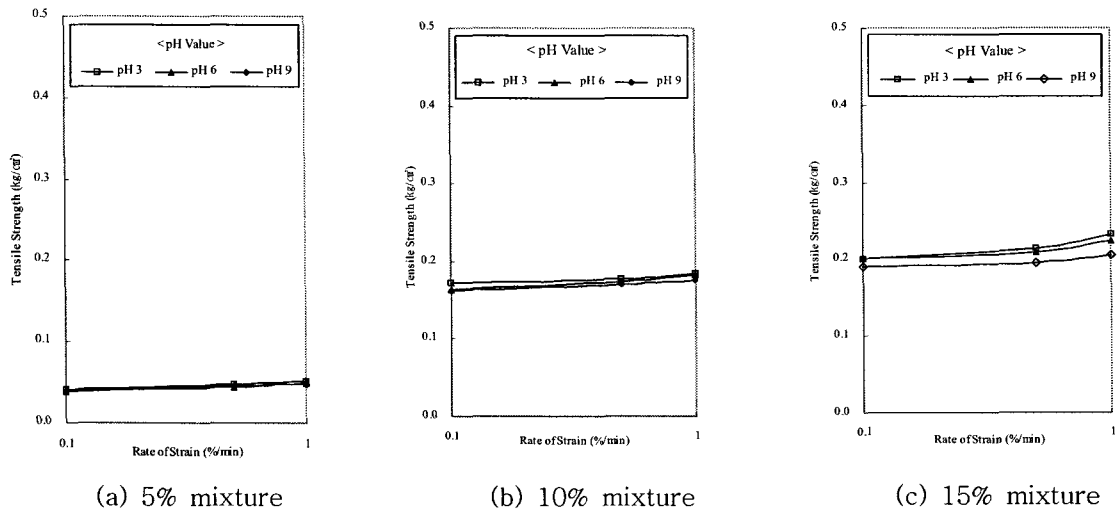 0.5
0.4
0.3
0.2
0.1
0.0
Tensile Strength (kg/㎠)
<pH Value>
pH 3 pH 6 pH 9
0.1 1
Rate of Strain (%/min)
(a) 5% mixture
0.5
0.4
0.3
0.2
0.1
0.0
Tensile Strength (kg/㎠)
<pH Value>
pH 3 pH 6 pH 9
0.1 1
Rate of Strain (%/min)
(b) 10% mixture
0.5
0.4
0.3
0.2
0.1
0.0
Tensile Strength (kg/㎠)
<pH Value>
pH 3 pH 6 pH 9
0.1 1
Rate of Strain (%/min)
(c) 15% mixture